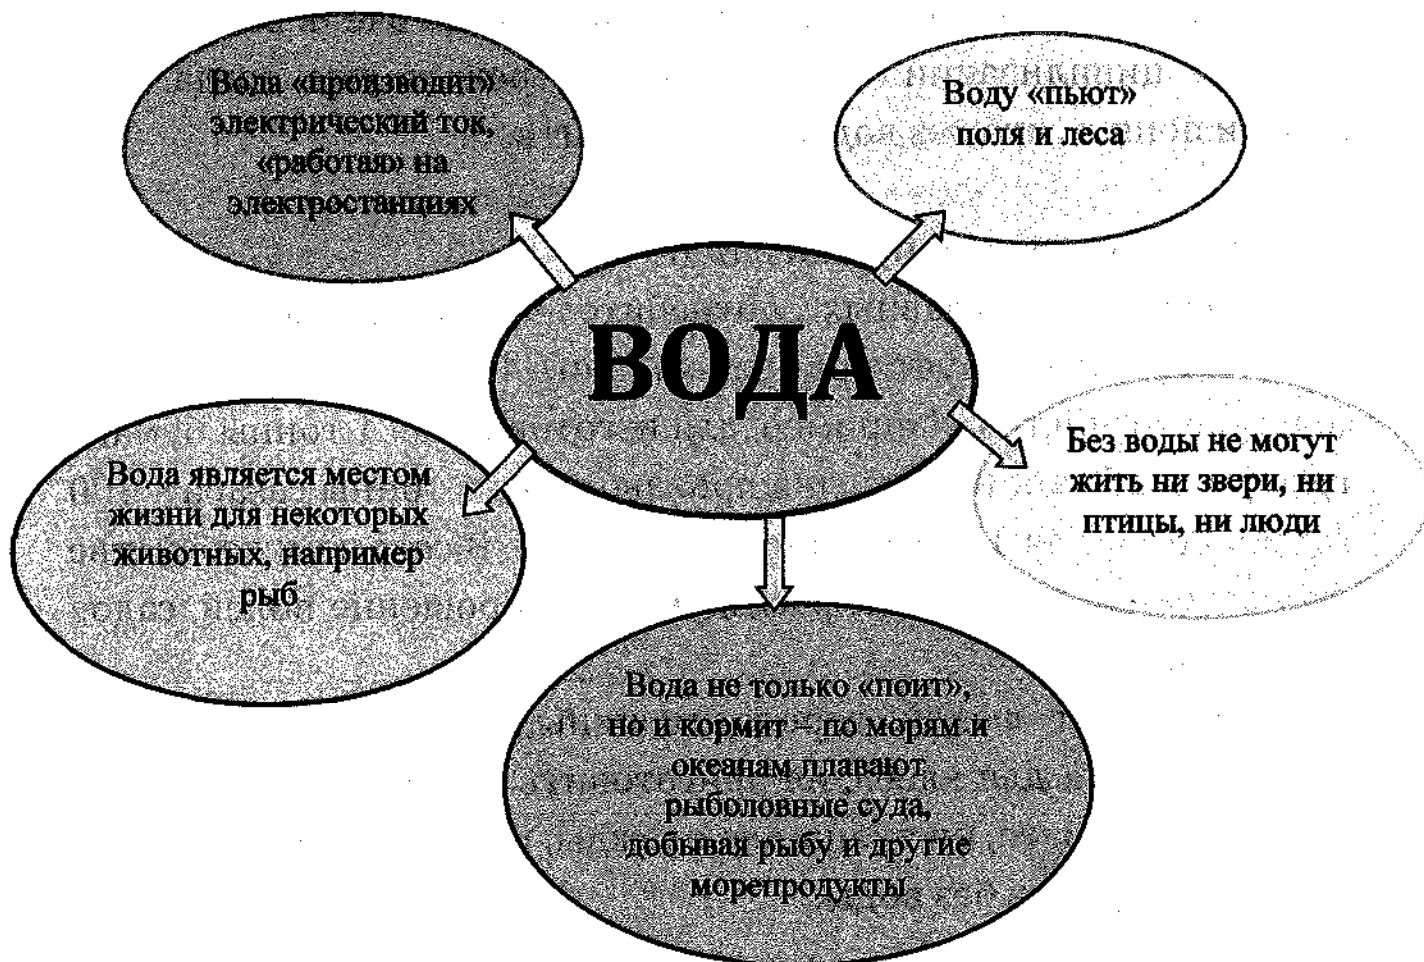 Вода «производит»
электрический ток,
«работая» на
электростанциях
Воду «пьют»
поля и леса
ВОДА
Вода является местом
жизни для некоторых
животных, например
рыб
Без воды не могут
жить ни звери, ни
птицы, ни люди
Вода не только «поит»,
но и кормит – по морям и
океанам плавают
рыболовные суда,
добывая рыбу и другие
морепродукты